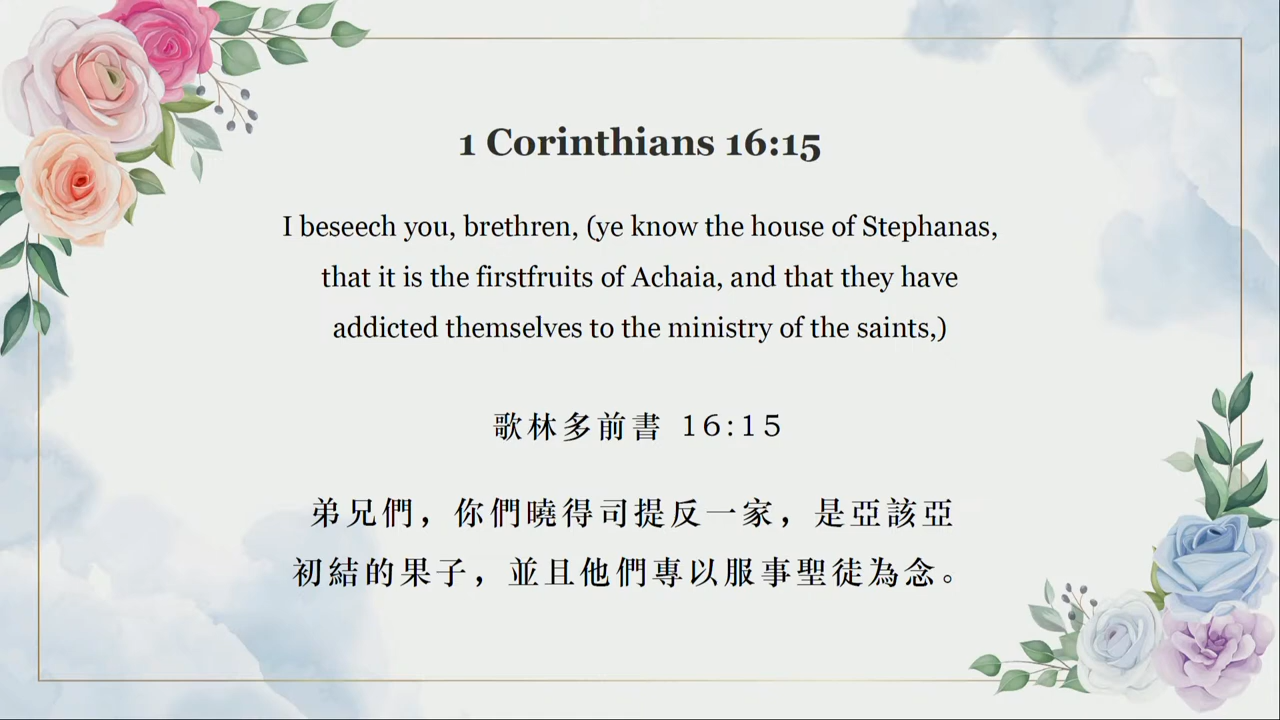 1 Corinthians 16:15
I beseech you, brethren, (ye know the house of Stephanas,
that it is the firstfruits of Achaia, and that they have
addicted themselves to the ministry of the saints,)
歌林多前書 16:15
弟兄們，你們曉得司提反一家，是亞該亞
初結的果子，並且他們專以服事聖徒為念。